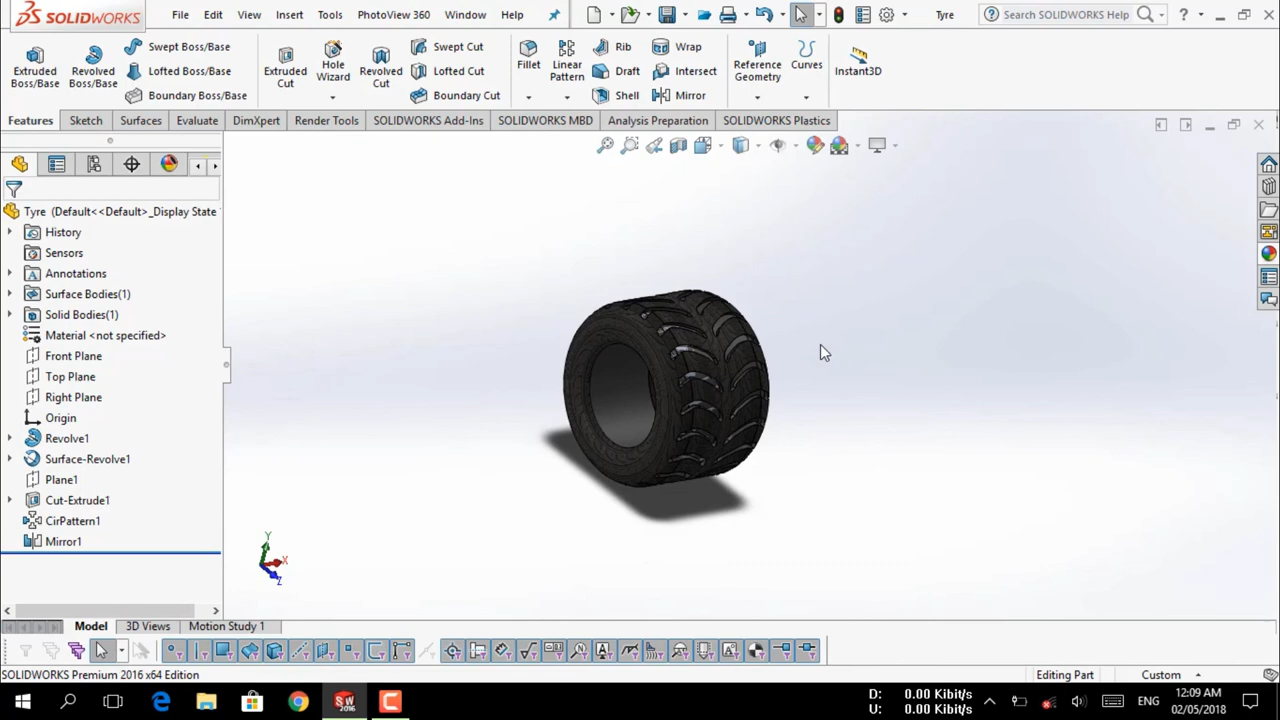 SOLIDWORKS File Edit View Insert Tools PhotoView 360 Window Help Tyre Search SOLIDWORKS Help ?
Extruded Boss/Base
Revolved Boss/Base
Swept Boss/Base
Lofted Boss/Base
Boundary Boss/Base
Extruded Cut
Hole Wizard
Revolved Cut
Swept Cut
Lofted Cut
Boundary Cut
Fillet
Linear Pattern
Rib
Draft
Shell
Wrap
Intersect
Mirror
Reference Geometry
Curves
Instant3D
Features Sketch Surfaces Evaluate DimXpert Render Tools SOLIDWORKS Add-Ins SOLIDWORKS MBD Analysis Preparation SOLIDWORKS Plastics
Tyre (Default<<Default>_Display State
History
Sensors
Annotations
Surface Bodies(1)
Solid Bodies(1)
Material <not specified>
Front Plane
Top Plane
Right Plane
Origin
Revolve1
Surface-Revolve1
Plane1
Cut-Extrude1
CirPattern1
Mirror1
Y
X
Z
Model 3D Views Motion Study 1
SOLIDWORKS Premium 2016 x64 Edition Editing Part Custom
D: 0.00 Kibit/s
U: 0.00 Kibit/s
ENG
12:09 AM
02/05/2018
SW
2016